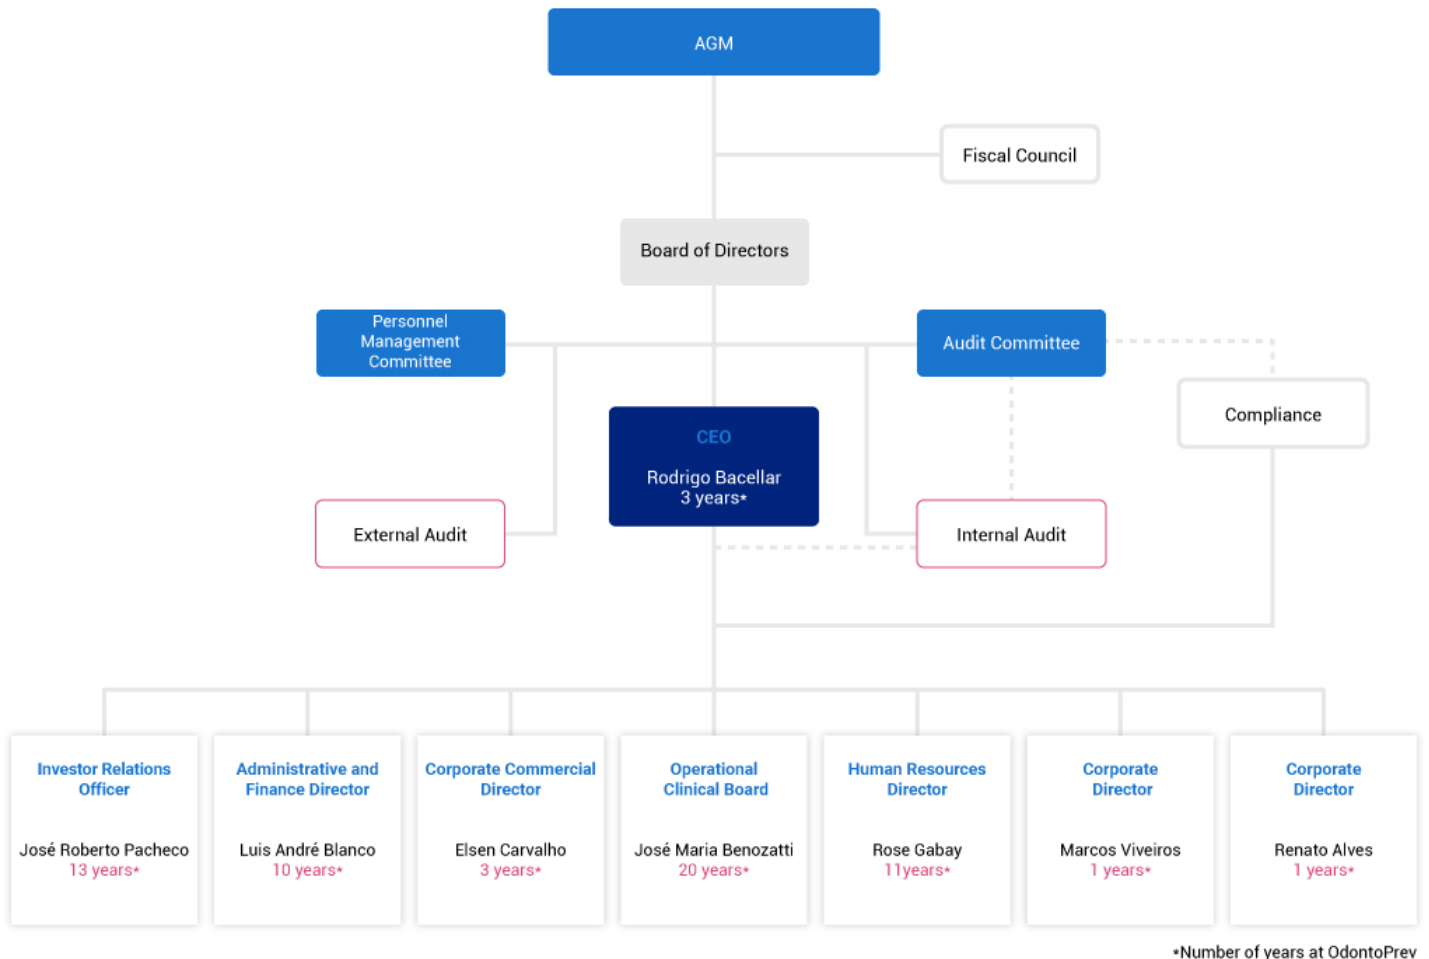 AGM
Fiscal Council
Board of Directors
Personnel
Management
Committee
Audit Committee
Compliance
CEO
Rodrigo Bacellar
3 years*
External Audit
Internal Audit
Investor Relations
Officer
José Roberto Pacheco
13 years*
Administrative and
Finance Director
Luis André Blanco
10 years*
Corporate Commercial
Director
Elsen Carvalho
3 years*
Operational
Clinical Board
José Maria Benozatti
20 years*
Human Resources
Director
Rose Gabay
11years*
Corporate
Director
Marcos Viveiros
1 years*
Corporate
Director
Renato Alves
1 years*
*Number of years at OdontoPrev